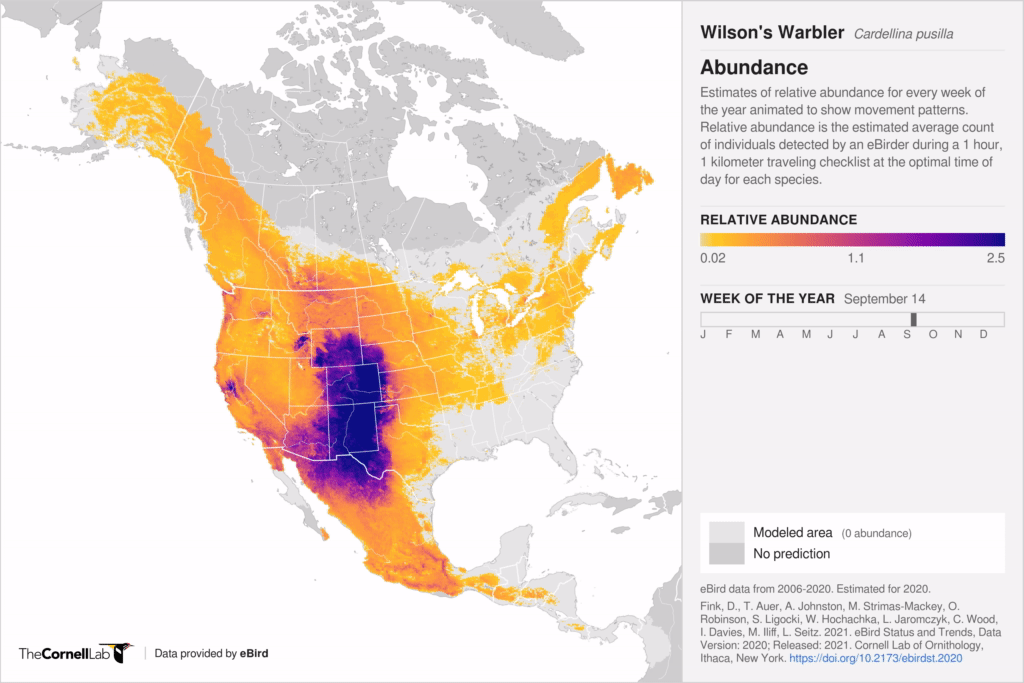 Wilson's Warbler Cardellina pusilla
Abundance
Estimates of relative abundance for every week of
the year animated to show movement patterns.
Relative abundance is the estimated average count
of individuals detected by an eBirder during a 1 hour,
1 kilometer traveling checklist at the optimal time of
day for each species.
RELATIVE ABUNDANCE
0.02 1.1 2.5
WEEK OF THE YEAR September 14
J F M A M J J A S O N D
Modeled area (0 abundance)
No prediction
eBird data from 2006-2020. Estimated for 2020.
Fink, D., T. Auer, A. Johnston, M. Strimas-Mackey, O.
Robinson, S. Ligocki, W. Hochachka, L. Jaromczyk, C. Wood,
I. Davies, M. Iliff, L. Seitz. 2021. eBird Status and Trends, Data
Version: 2020; Released: 2021. Cornell Lab of Ornithology,
Ithaca, New York. https://doi.org/10.2173/ebirdst.2020
TheCornellLab Data provided by eBird